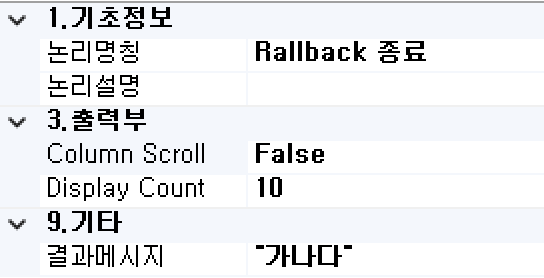 1.기초정보
논리명칭 Rallback 종료
논리설명
3.출력부
Column Scroll False
Display Count 10
9.기타
결과메시지 "가나다"